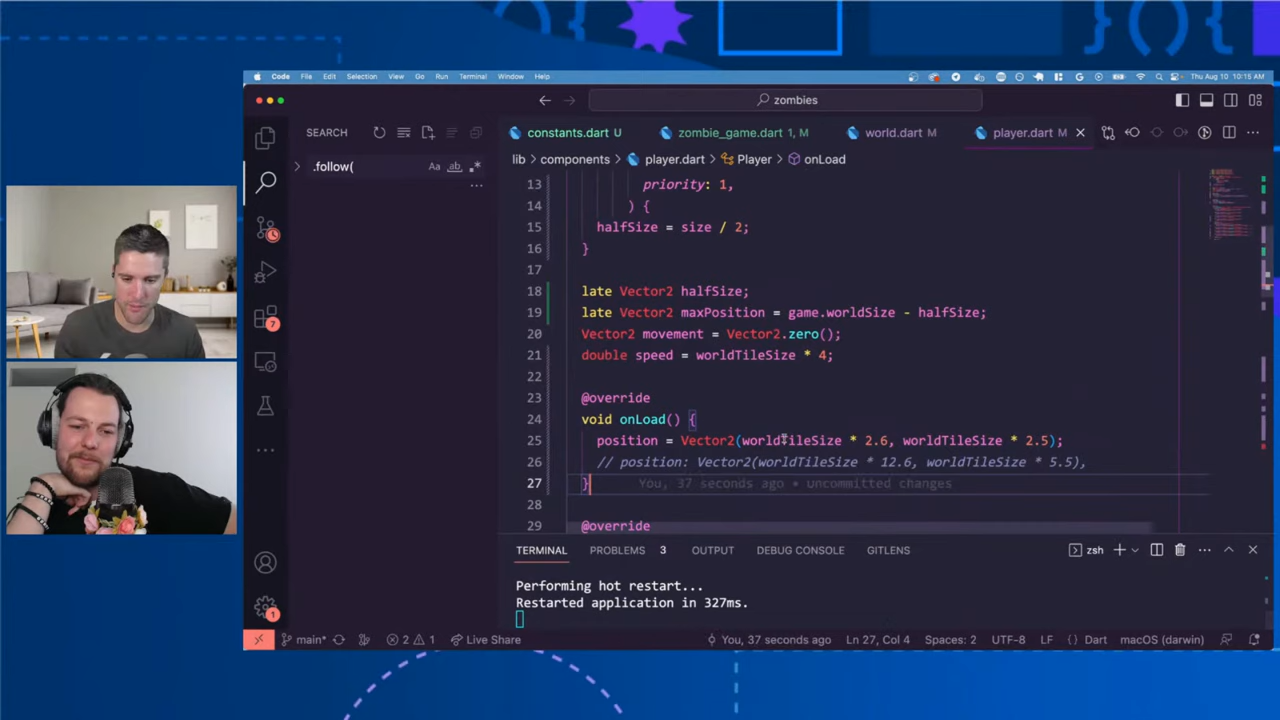 Code File Edit Selection View Go Run Terminal Window Help Thu Aug 10 10:15 AM
zombies
SEARCH
constants.dart U zombie_game.dart 1, M world.dart M player.dart M
.follow( Aa ab
lib › components › player.dart › Player › onLoad
13 priority: 1,
14 ) {
15 halfSize = size / 2;
16 }
17
18 late Vector2 halfSize;
19 late Vector2 maxPosition = game.worldSize - halfSize;
20 Vector2 movement = Vector2.zero();
21 double speed = worldTileSize * 4;
22
23 @override
24 void onLoad() {
25 position = Vector2(worldTileSize * 2.6, worldTileSize * 2.5);
26 // position: Vector2(worldTileSize * 12.6, worldTileSize * 5.5),
27 } You, 37 seconds ago • Uncommitted changes
28
29 @override
7
1
TERMINAL PROBLEMS 3 OUTPUT DEBUG CONSOLE GITLENS zsh
Performing hot restart...
Restarted application in 327ms.
main* 2 1 Live Share You, 37 seconds ago Ln 27, Col 4 Spaces: 2 UTF-8 LF { } Dart macOS (darwin)